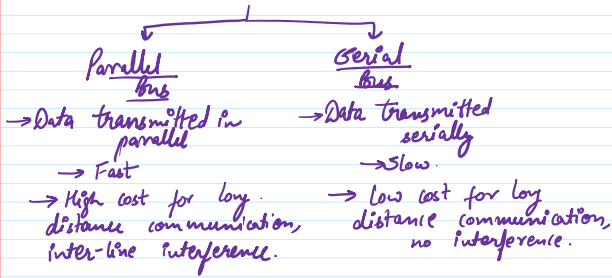 Parallel
Bus
→ Data transmitted in
parallel
→ Fast
→ High cost for long
distance communication,
inter-line interference.
Serial
Bus
→ Data transmitted
serially
→ Slow.
→ Low cost for long
distance communication,
no interference.